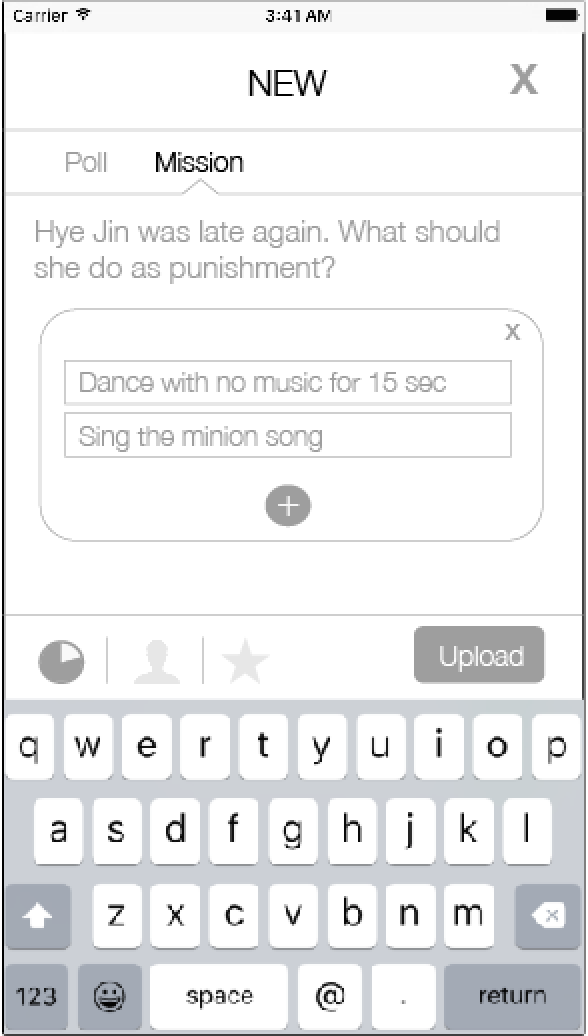 Carrier 3:41 AM
NEW X
Poll Mission
Hye Jin was late again. What should
she do as punishment?
x
Dance with no music for 15 sec
Sing the minion song
+
Upload
q w e r t y u i o p
a s d f g h j k l
z x c v b n m
123 space @ . return